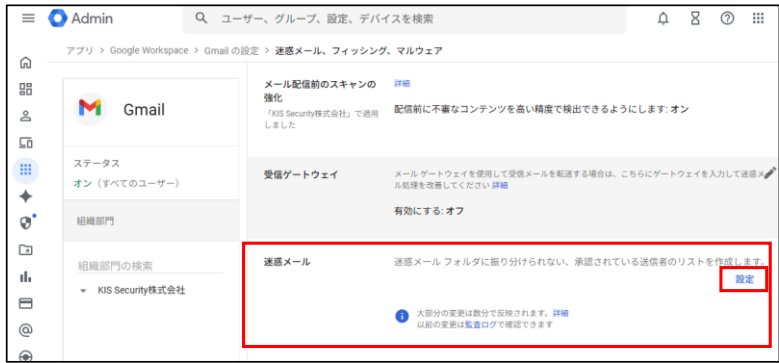 Admin
ユーザー、グループ、設定、デバイスを検索
アプリ > Google Workspace > Gmail の設定 > 迷惑メール、フィッシング、マルウェア
Gmail
ステータス
オン（すべてのユーザー）
組織部門
組織部門の検索
KIS Security株式会社
メール配信前のスキャンの
強化
「KIS Security株式会社」で適用
しました
詳細
配信前に不審なコンテンツを高い精度で検出できるようにします: オン
受信ゲートウェイ
メール ゲートウェイを使用して受信メールを転送する場合は、こちらにゲートウェイを入力して迷惑メ
ル処理を改善してください 詳細
有効にする: オフ
迷惑メール
迷惑メール フォルダに振り分けられない、承認されている送信者のリストを作成します。
設定
大部分の変更は数分で反映されます。詳細
以前の変更は監査ログで確認できます